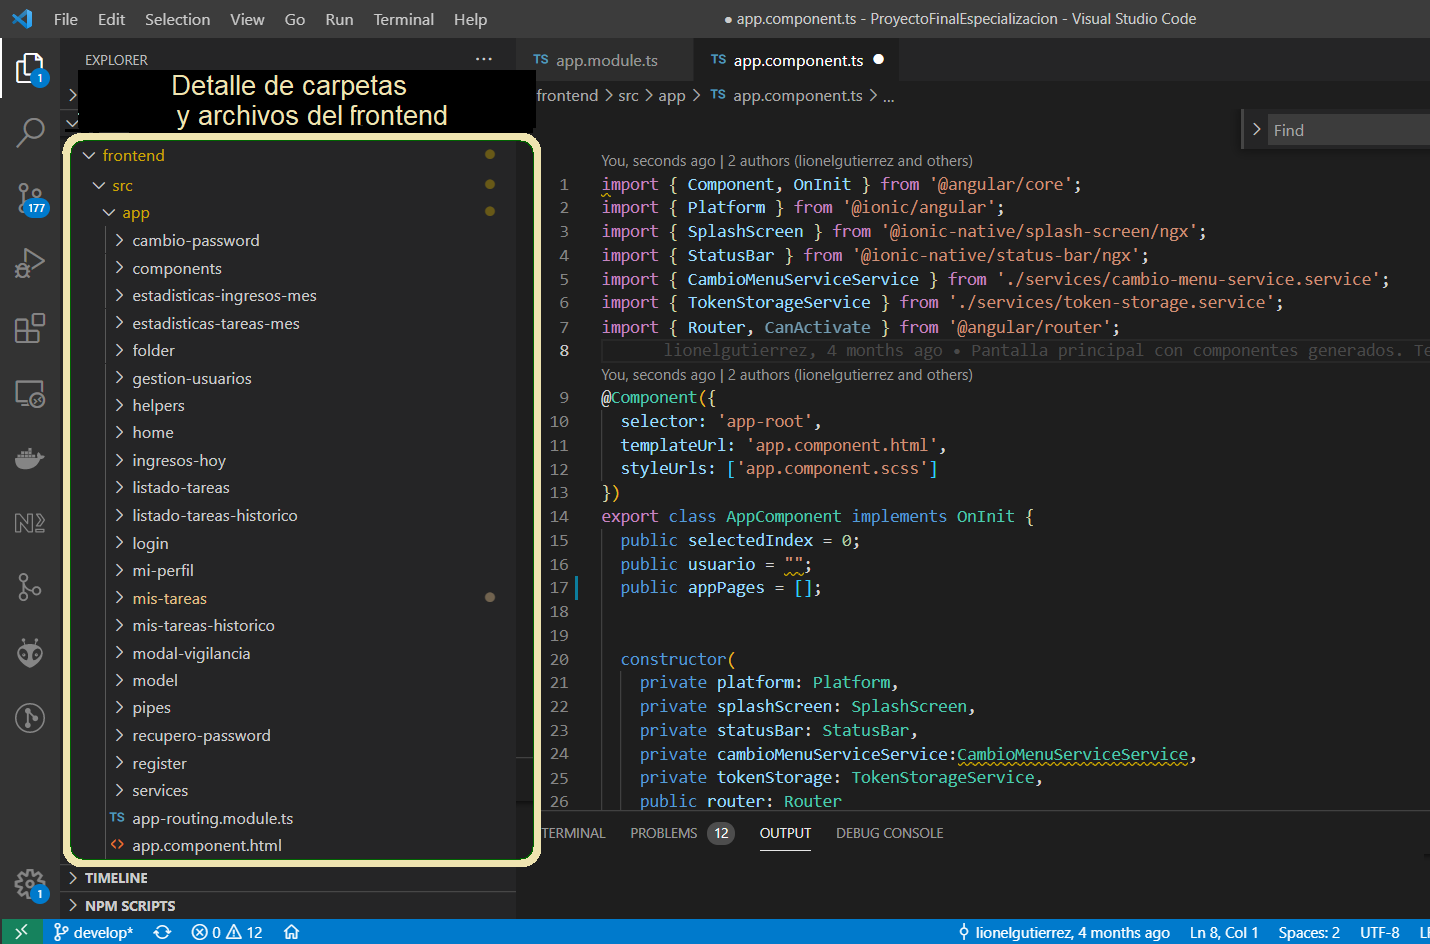 File Edit Selection View Go Run Terminal Help
● app.component.ts - ProyectoFinalEspecializacion - Visual Studio Code
EXPLORER ...
Detalle de carpetas
y archivos del frontend
frontend
src
app
cambio-password
components
estadisticas-ingresos-mes
estadisticas-tareas-mes
folder
gestion-usuarios
helpers
home
ingresos-hoy
listado-tareas
listado-tareas-historico
login
mi-perfil
mis-tareas
mis-tareas-historico
modal-vigilancia
model
pipes
recupero-password
register
services
TS app-routing.module.ts
<> app.component.html
TIMELINE
NPM SCRIPTS
1
177
1
TS app.module.ts TS app.component.ts ●
frontend > src > app > TS app.component.ts > ...
> Find
You, seconds ago | 2 authors (lionelgutierrez and others)
1 import { Component, OnInit } from '@angular/core';
2 import { Platform } from '@ionic/angular';
3 import { SplashScreen } from '@ionic-native/splash-screen/ngx';
4 import { StatusBar } from '@ionic-native/status-bar/ngx';
5 import { CambioMenuServiceService } from './services/cambio-menu-service.service';
6 import { TokenStorageService } from './services/token-storage.service';
7 import { Router, CanActivate } from '@angular/router';
8 lionelgutierrez, 4 months ago • Pantalla principal con componentes generados. Te
You, seconds ago | 2 authors (lionelgutierrez and others)
9 @Component({
10 selector: 'app-root',
11 templateUrl: 'app.component.html',
12 styleUrls: ['app.component.scss']
13 })
14 export class AppComponent implements OnInit {
15 public selectedIndex = 0;
16 public usuario = "";
17 public appPages = [];
18
19
20 constructor(
21 private platform: Platform,
22 private splashScreen: SplashScreen,
23 private statusBar: StatusBar,
24 private cambioMenuServiceService:CambioMenuServiceService,
25 private tokenStorage: TokenStorageService,
26 public router: Router
TERMINAL PROBLEMS 12 OUTPUT DEBUG CONSOLE
develop* 0 12 lionelgutierrez, 4 months ago Ln 8, Col 1 Spaces: 2 UTF-8